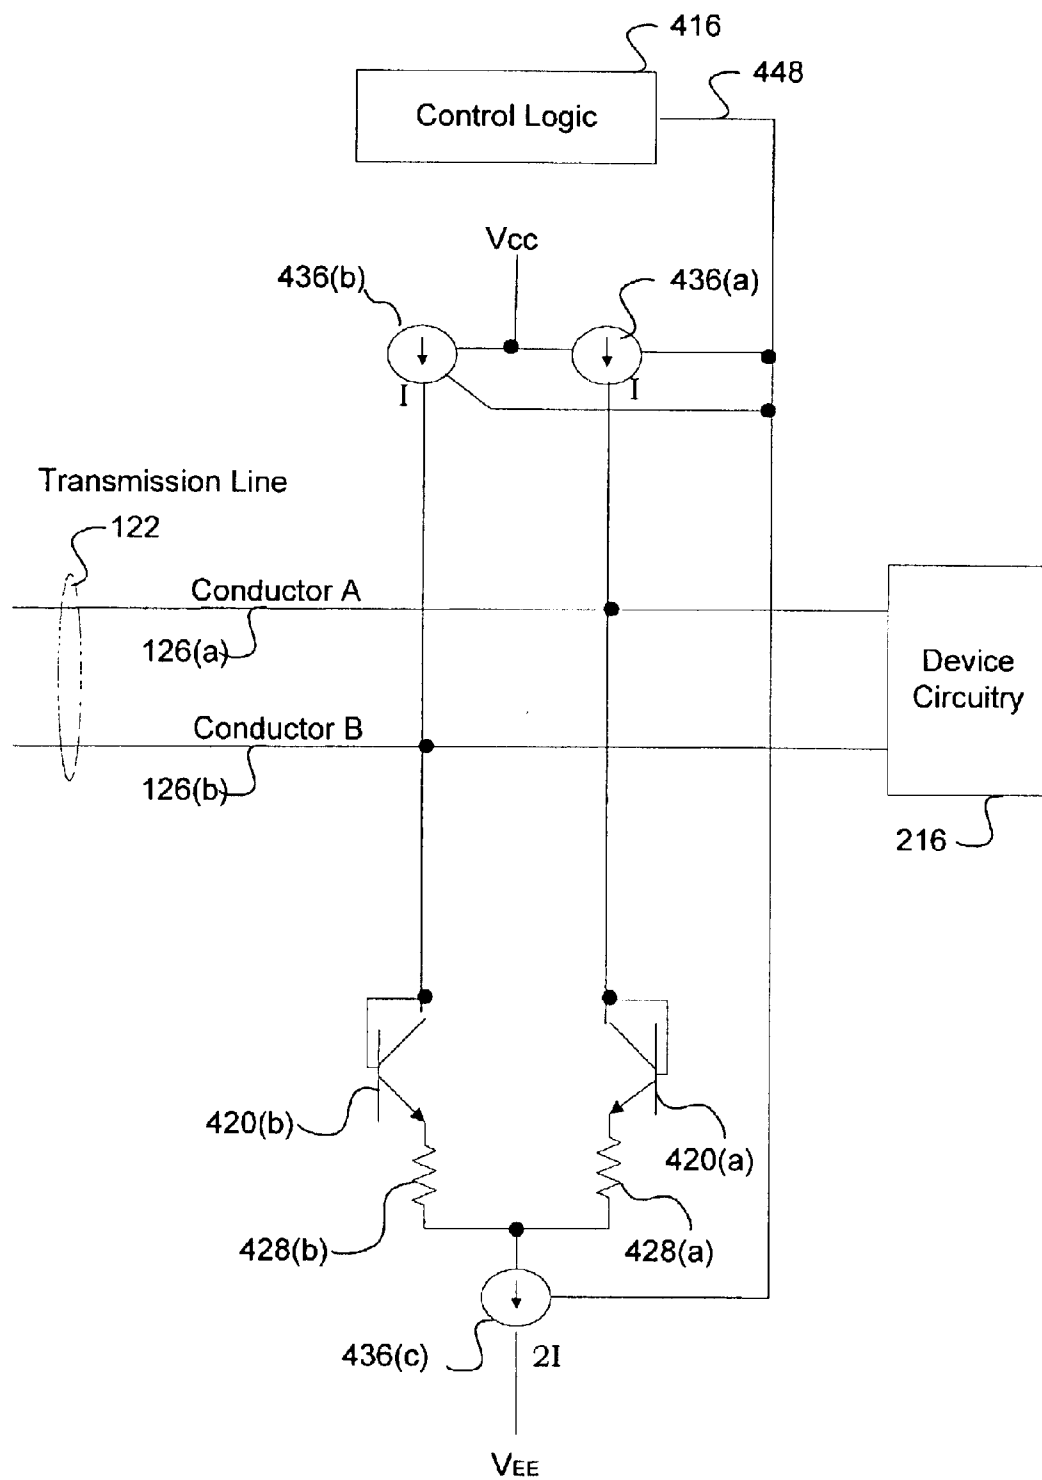 416
448
Control Logic
Vcc
436(b)
436(a)
I
I
Transmission Line
122
Conductor A
126(a)
Device
Circuitry
Conductor B
126(b)
216
420(b)
420(a)
428(b)
428(a)
436(c)
2I
VEE